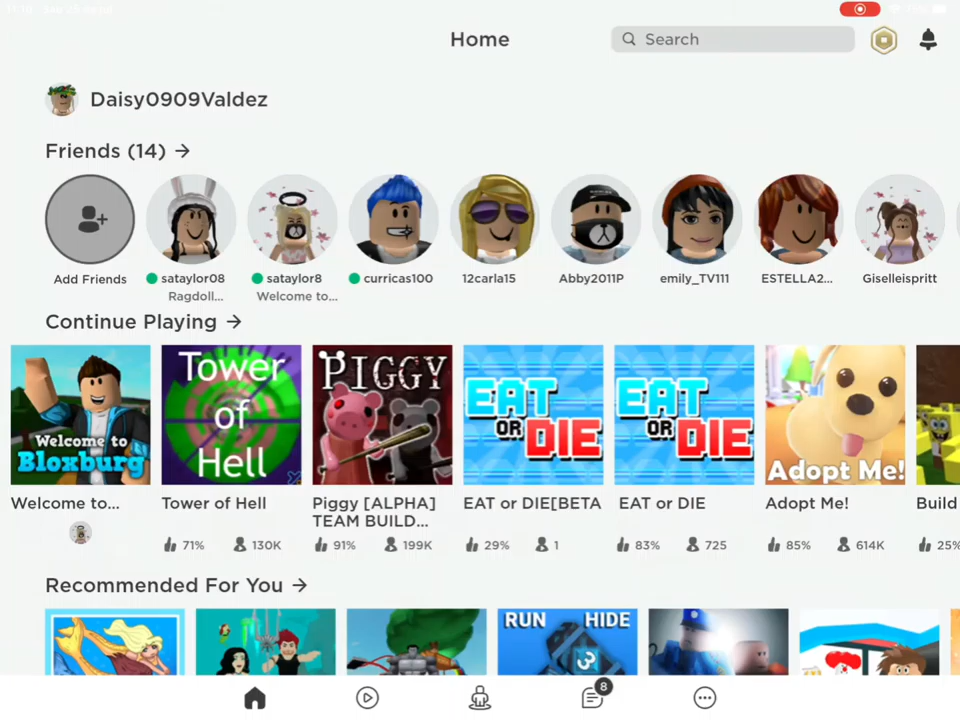 Home
Search
Daisy0909Valdez
Friends (14) →
Add Friends
sataylor08
Ragdoll...
sataylor8
Welcome to...
curricas100
12carla15
Abby2011P
emily_TV111
ESTELLA2...
Giselleispritt
Continue Playing →
Welcome to
Bloxburg
Tower
of
Hell
PIGGY
EAT
OR DIE
EAT
OR DIE
Adopt Me!
Welcome to...
Tower of Hell
Piggy [ALPHA]
TEAM BUILD...
EAT or DIE[BETA
EAT or DIE
Adopt Me!
Build
71% 130K
91% 199K
29% 1
83% 725
85% 614K
25%
Recommended For You →
RUN HIDE
8